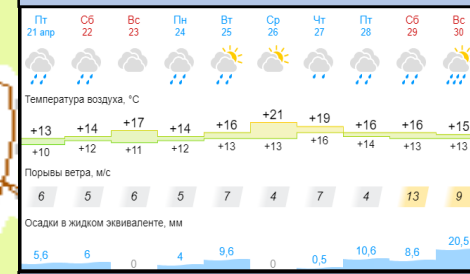 Пт Сб Вс Пн Вт Ср Чт Пт Сб Вс
21 апр 22 23 24 25 26 27 28 29 30
Температура воздуха, °C
+13 +14 +17 +14 +16 +21 +19 +16 +16 +15
+10 +12 +11 +12 +13 +13 +16 +14 +13 +13
Порывы ветра, м/с
6 5 6 5 7 4 7 4 13 9
Осадки в жидком эквиваленте, мм
5,6 6 0 4 9,6 0 0,5 10,6 8,6 20,5